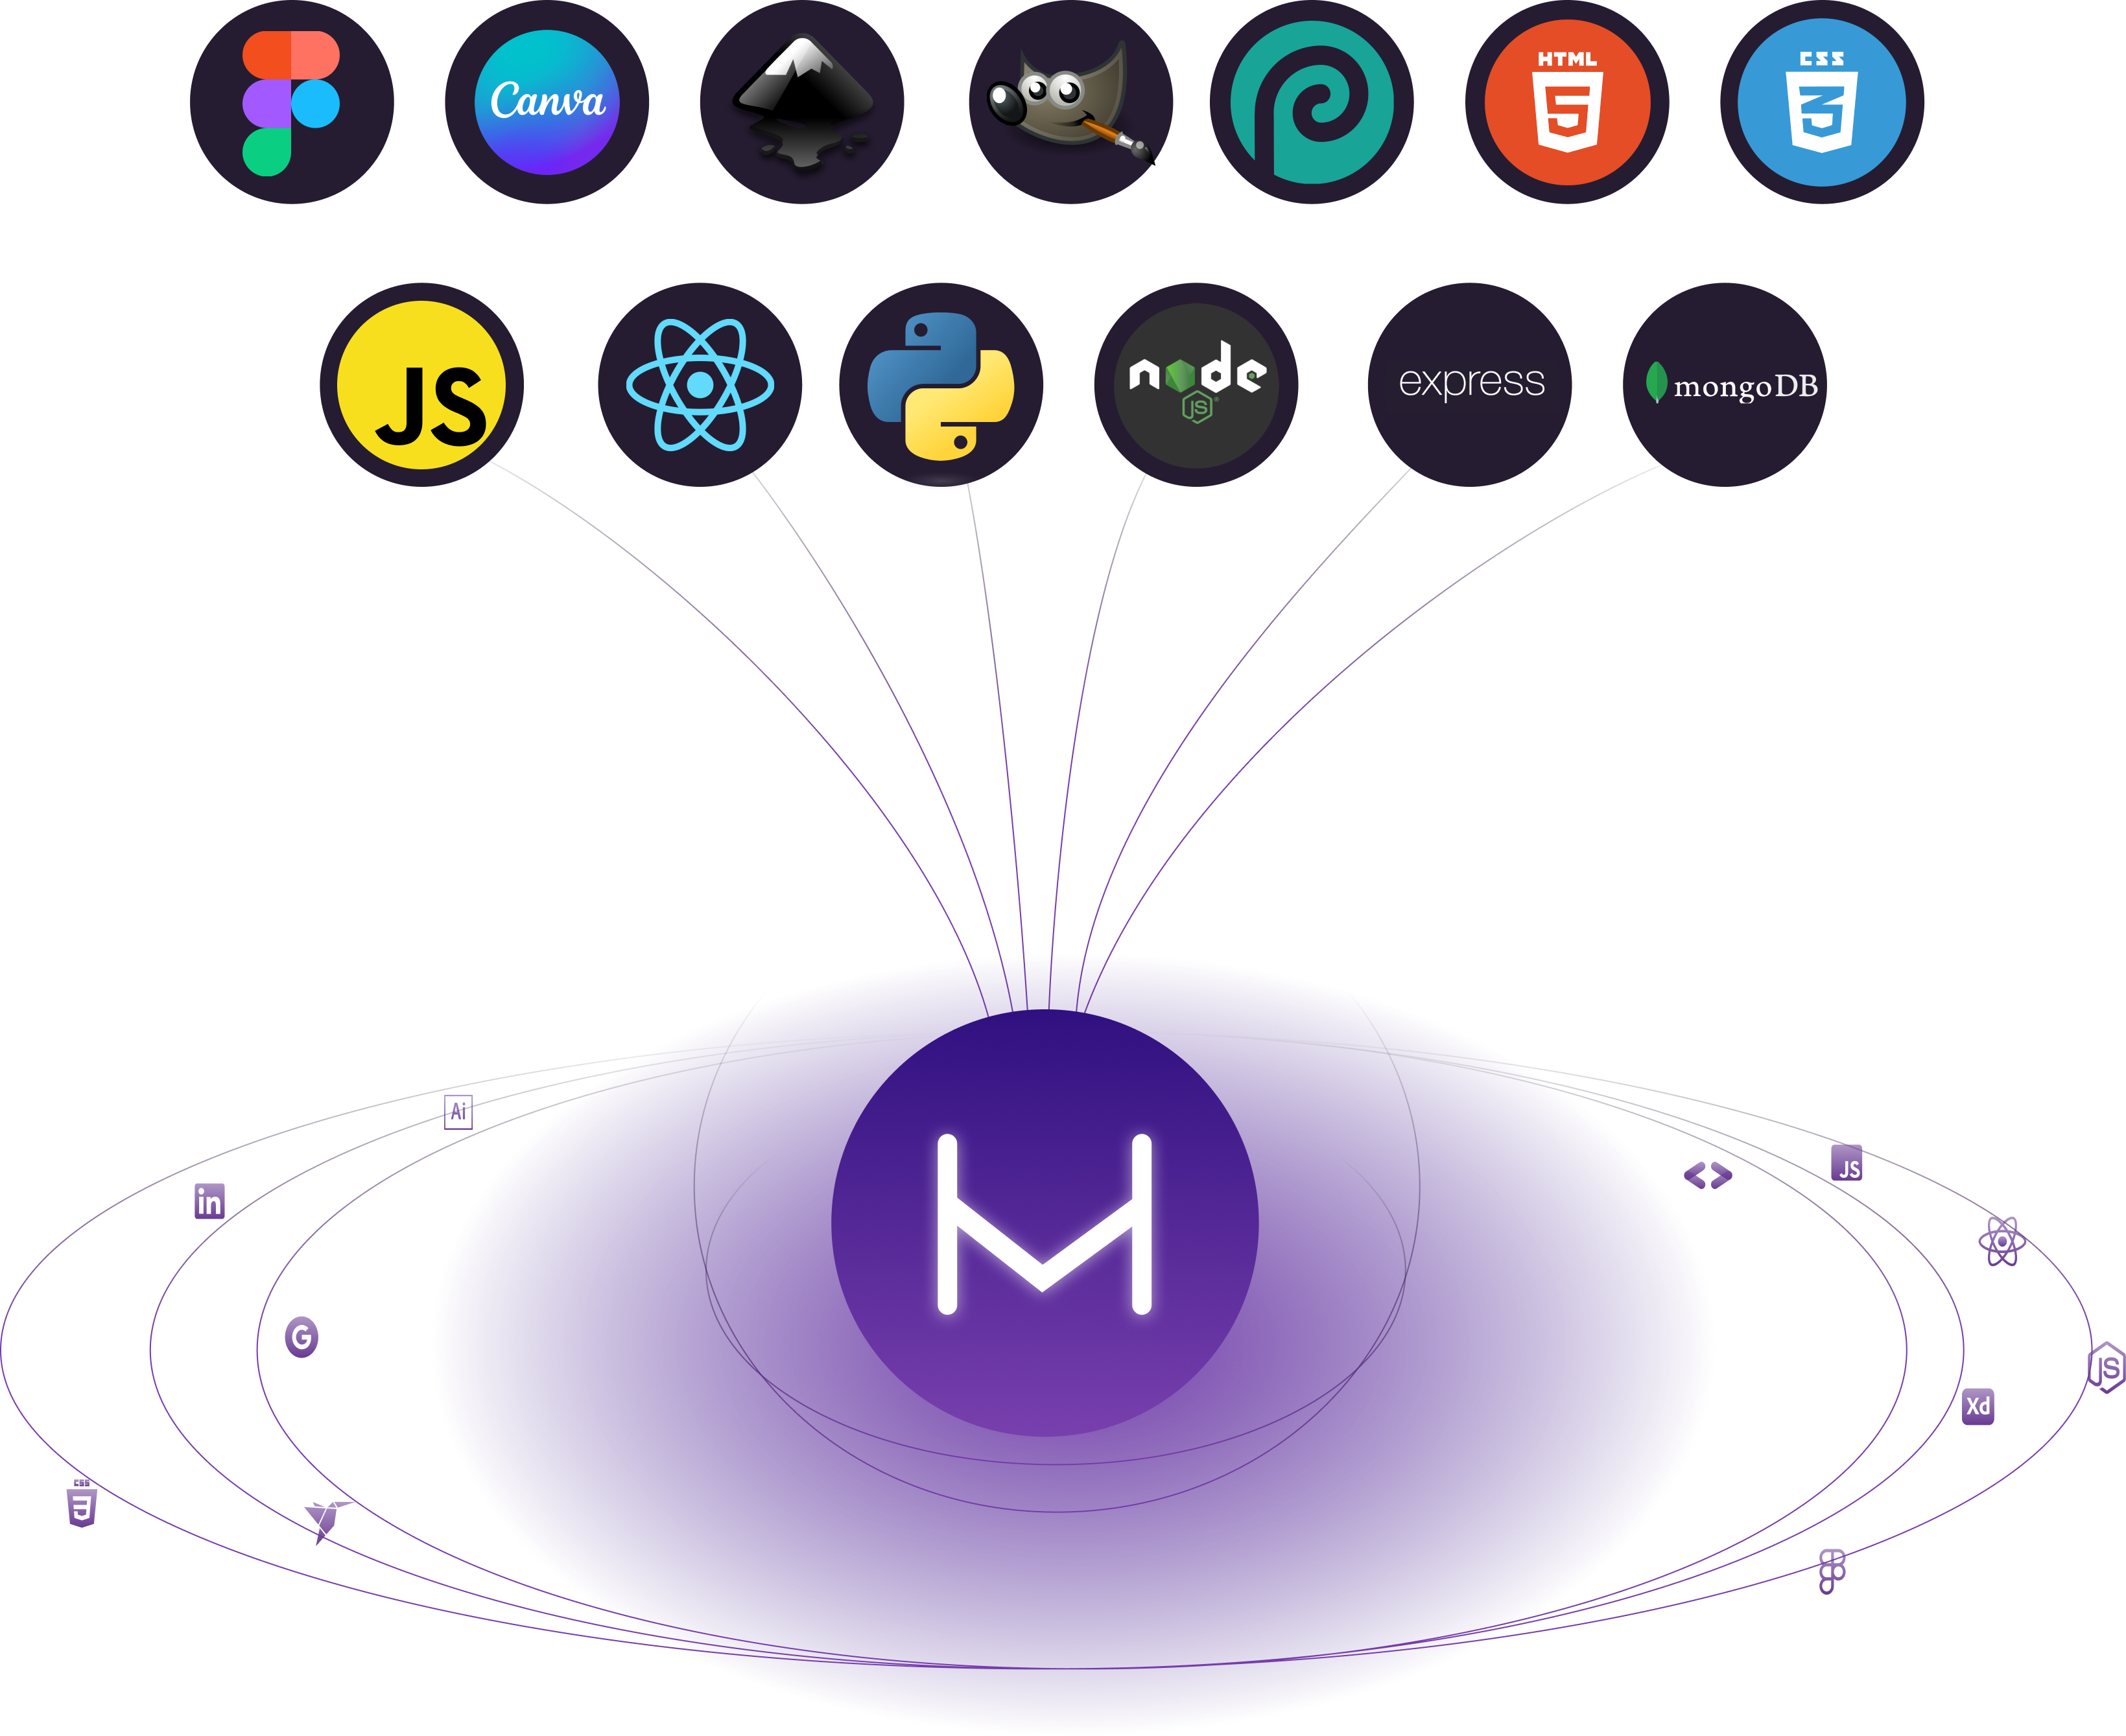 Canva
HTML
5
CSS
3
JS
node
JS
®
express
mongoDB
M
Ai
in
JS
G
JS
Xd
CSS
3